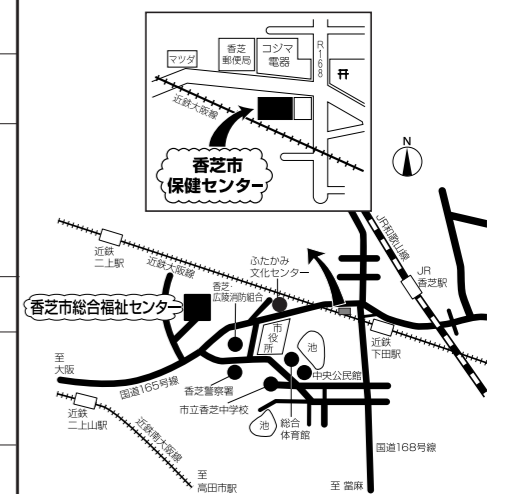 マツダ
香芝
郵便局
コジマ
電器
R168
近鉄大阪線
香芝市
保健センター
N
近鉄
二上駅
近鉄大阪線
ふたかみ
文化センター
JR和歌山線
JR
香芝駅
香芝・
広陵消防組合
香芝市総合福祉センター
市役所
池
近鉄
下田駅
至
大阪
国道165号線
香芝警察署
中央公民館
市立香芝中学校
近鉄
二上山駅
近鉄南大阪線
池
総合
体育館
国道168号線
至
高田市駅
至 當麻